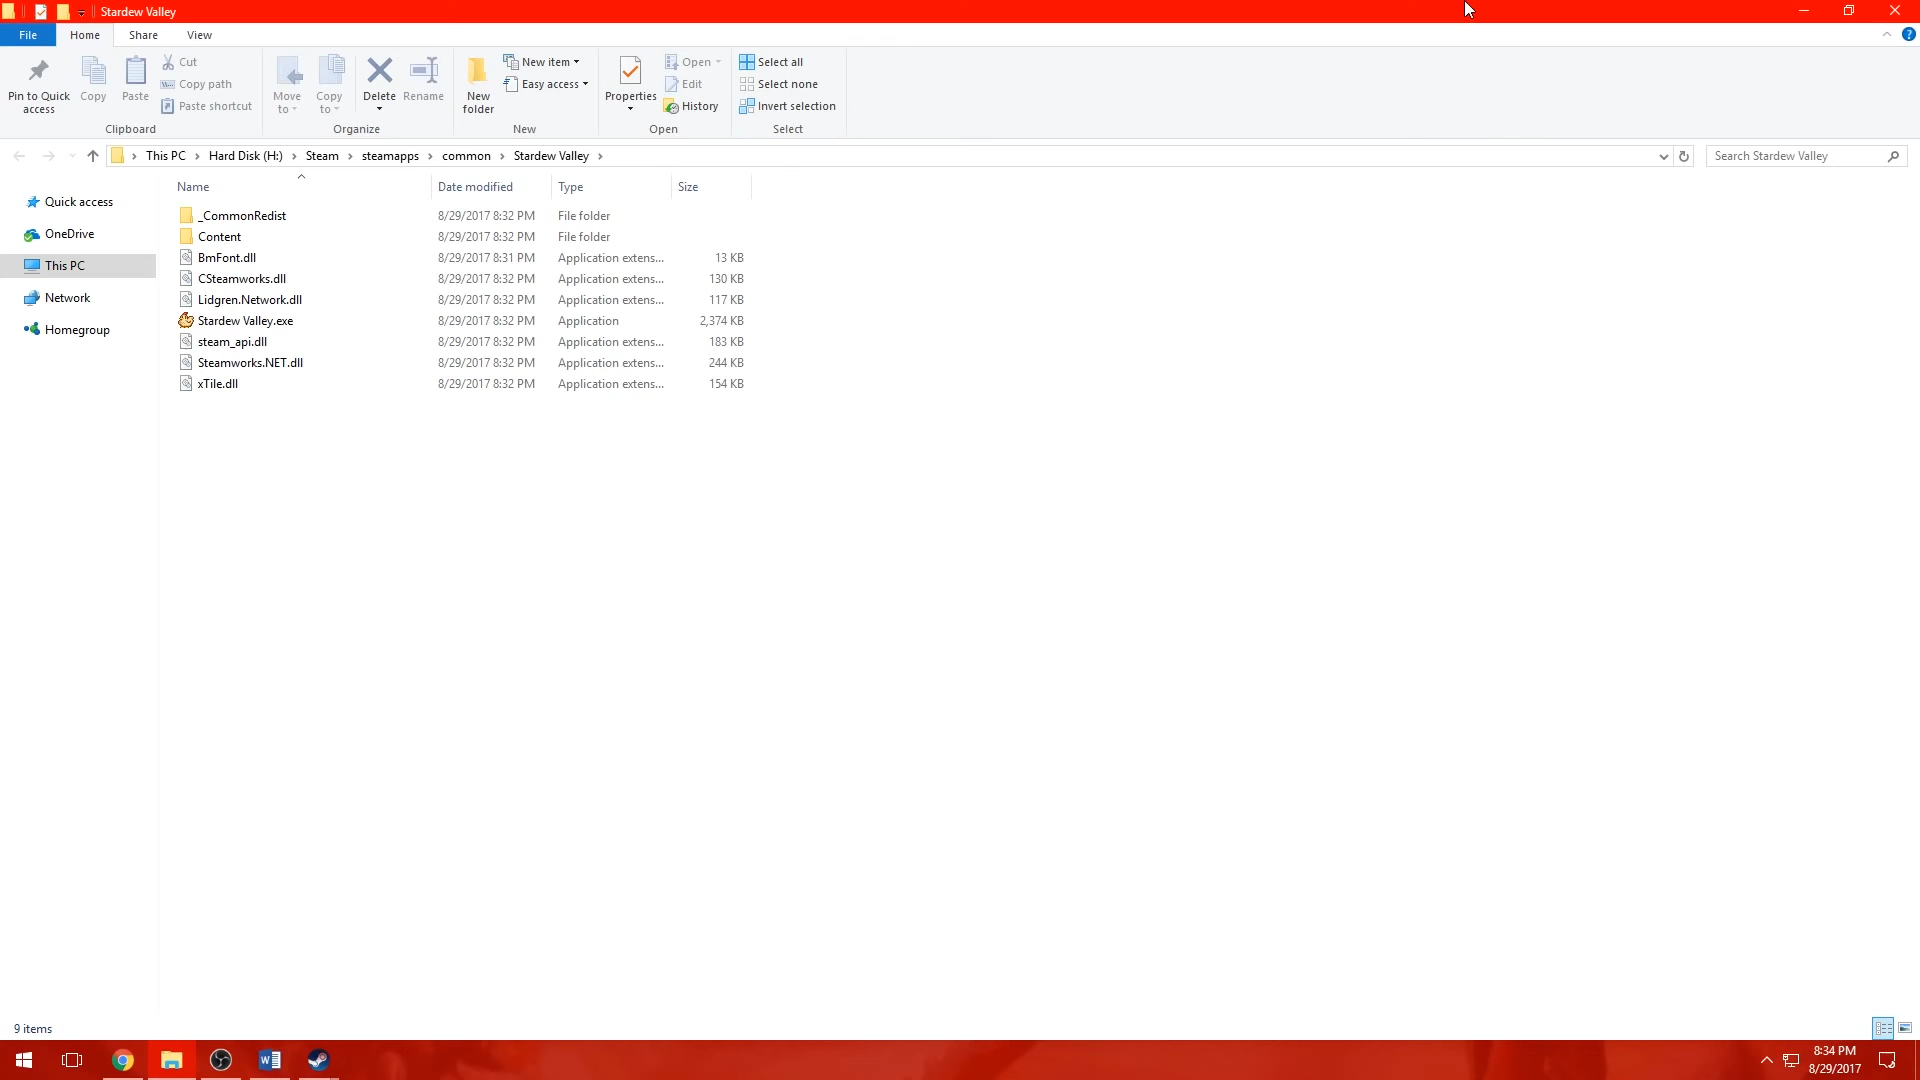 Stardew Valley
File Home Share View
Pin to Quick access
Copy
Paste
Cut
Copy path
Paste shortcut
Clipboard
Move to
Copy to
Delete
Rename
Organize
New folder
New item
Easy access
New
Properties
Open
Edit
History
Open
Select all
Select none
Invert selection
Select
This PC Hard Disk (H:) Steam steamapps common Stardew Valley
Search Stardew Valley
Quick access
OneDrive
This PC
Network
Homegroup
Name Date modified Type Size
_CommonRedist 8/29/2017 8:32 PM File folder
Content 8/29/2017 8:32 PM File folder
BmFont.dll 8/29/2017 8:31 PM Application extens... 13 KB
CSteamworks.dll 8/29/2017 8:32 PM Application extens... 130 KB
Lidgren.Network.dll 8/29/2017 8:32 PM Application extens... 117 KB
Stardew Valley.exe 8/29/2017 8:32 PM Application 2,374 KB
steam_api.dll 8/29/2017 8:32 PM Application extens... 183 KB
Steamworks.NET.dll 8/29/2017 8:32 PM Application extens... 244 KB
xTile.dll 8/29/2017 8:32 PM Application extens... 154 KB
9 items
8:34 PM
8/29/2017